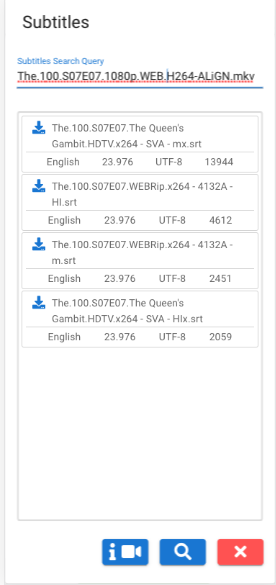 Subtitles
Subtitles Search Query
The.100.S07E07.1080p.WEB.H264-ALiGN.mkv
The.100.S07E07.The Queen's
Gambit.HDTV.x264 - SVA - mx.srt
English 23.976 UTF-8 13944
The.100.S07E07.WEBRip.x264 - 4132A -
HI.srt
English 23.976 UTF-8 4612
The.100.S07E07.WEBRip.x264 - 4132A -
m.srt
English 23.976 UTF-8 2451
The.100.S07E07.The Queen's
Gambit.HDTV.x264 - SVA - HIx.srt
English 23.976 UTF-8 2059